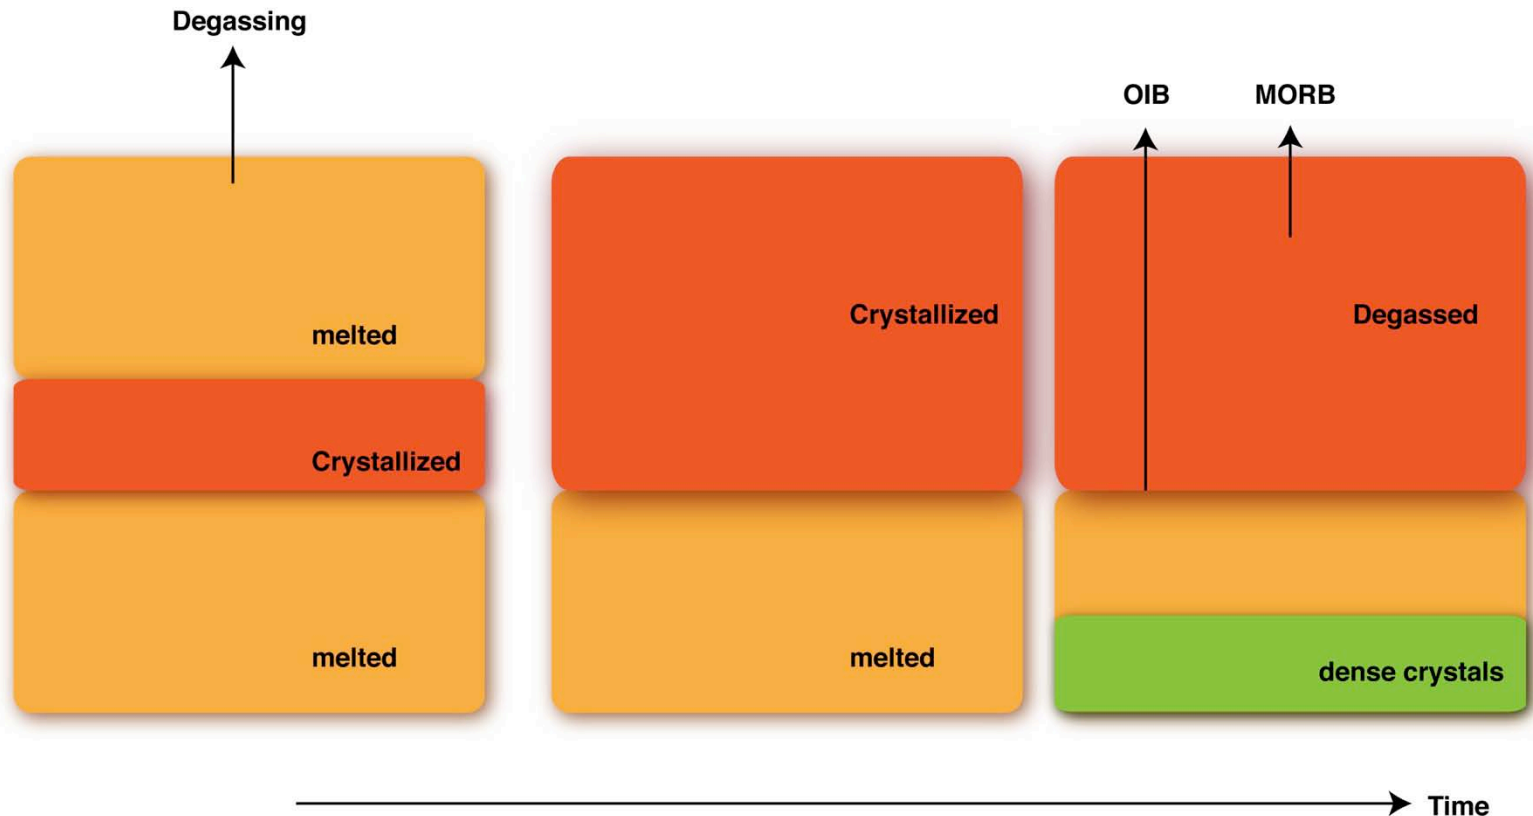 Degassing
melted
Crystallized
melted
Crystallized
melted
OIB
MORB
Degassed
dense crystals
Time